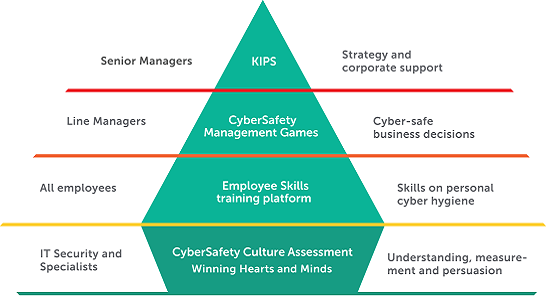 Senior Managers
KIPS
Strategy and
corporate support
Line Managers
CyberSafety
Management Games
Cyber-safe
business decisions
All employees
Employee Skills
training platform
Skills on personal
cyber hygiene
IT Security and
Specialists
CyberSafety Culture Assessment
Winning Hearts and Minds
Understanding, measure-
ment and persuasion